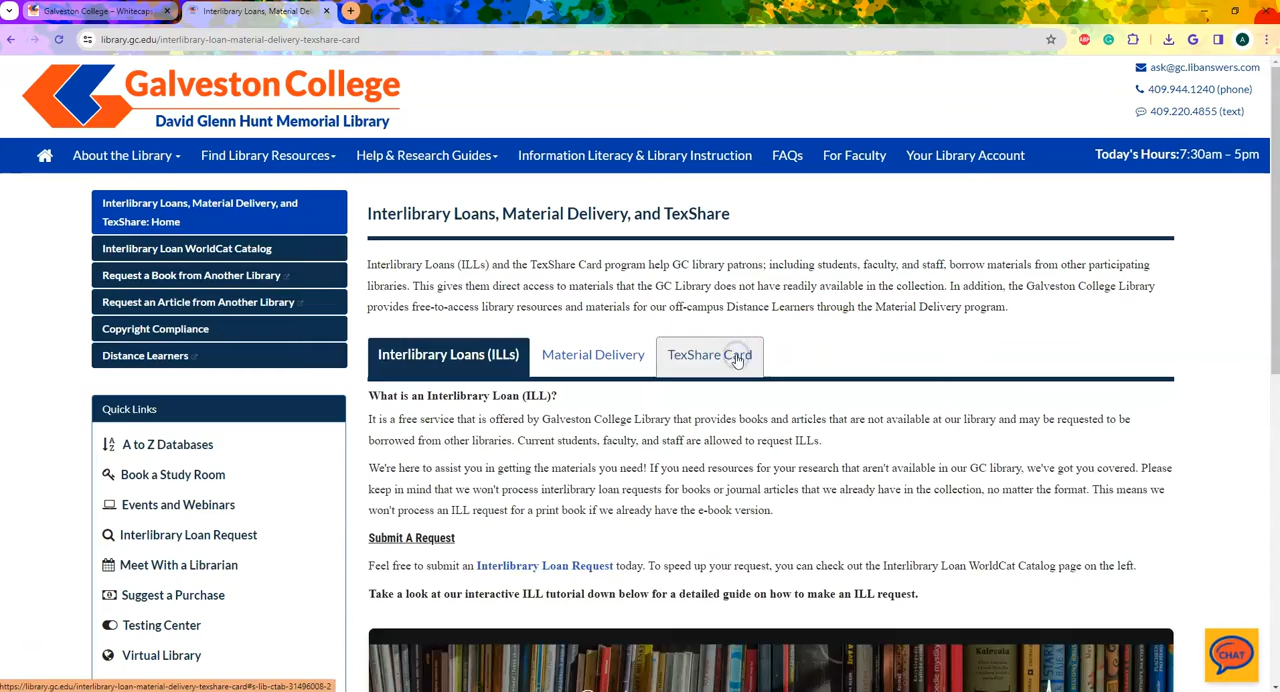 Galveston College – Whitecaps
Interlibrary Loans, Material Del
library.gc.edu/interlibrary-loan-material-delivery-texshare-card
ABP
G
A
Galveston College
David Glenn Hunt Memorial Library
ask@gc.libanswers.com
409.944.1240 (phone)
409.220.4855 (text)
About the Library
Find Library Resources
Help & Research Guides
Information Literacy & Library Instruction
FAQs
For Faculty
Your Library Account
Today's Hours:7:30am – 5pm
Interlibrary Loans, Material Delivery, and
TexShare: Home
Interlibrary Loan WorldCat Catalog
Request a Book from Another Library
Request an Article from Another Library
Copyright Compliance
Distance Learners
Quick Links
A to Z Databases
Book a Study Room
Events and Webinars
Interlibrary Loan Request
Meet With a Librarian
Suggest a Purchase
Testing Center
Virtual Library
Interlibrary Loans, Material Delivery, and TexShare
Interlibrary Loans (ILLs) and the TexShare Card program help GC library patrons; including students, faculty, and staff, borrow materials from other participating
libraries. This gives them direct access to materials that the GC Library does not have readily available in the collection. In addition, the Galveston College Library
provides free-to-access library resources and materials for our off-campus Distance Learners through the Material Delivery program.
Interlibrary Loans (ILLs)
Material Delivery
TexShare Card
What is an Interlibrary Loan (ILL)?
It is a free service that is offered by Galveston College Library that provides books and articles that are not available at our library and may be requested to be
borrowed from other libraries. Current students, faculty, and staff are allowed to request ILLs.
We're here to assist you in getting the materials you need! If you need resources for your research that aren't available in our GC library, we've got you covered. Please
keep in mind that we won't process interlibrary loan requests for books or journal articles that we already have in the collection, no matter the format. This means we
won't process an ILL request for a print book if we already have the e-book version.
Submit A Request
Feel free to submit an Interlibrary Loan Request today. To speed up your request, you can check out the Interlibrary Loan WorldCat Catalog page on the left.
Take a look at our interactive ILL tutorial down below for a detailed guide on how to make an ILL request.
CHAT
https://library.gc.edu/interlibrary-loan-material-delivery-texshare-card#s-lib-ctab-31496008-2